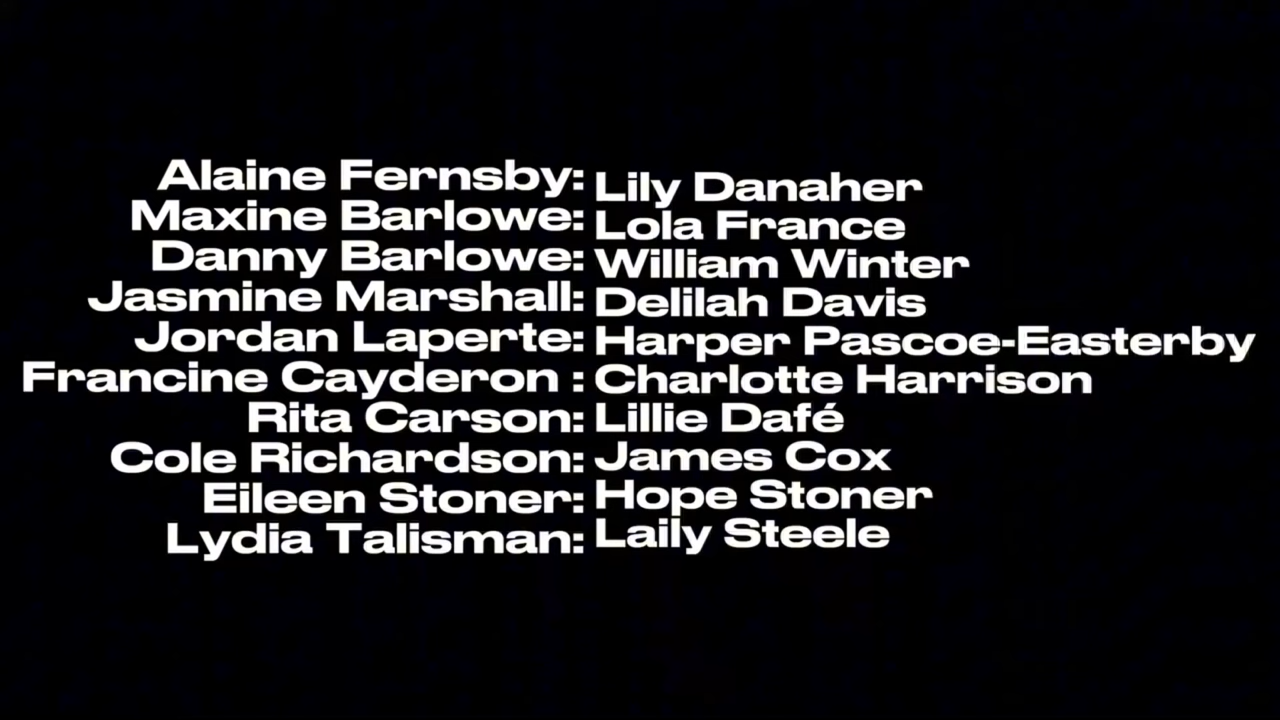 Alaine Fernsby: Lily Danaher
Maxine Barlowe: Lola France
Danny Barlowe: William Winter
Jasmine Marshall: Delilah Davis
Jordan Laperte: Harper Pascoe-Easterby
Francine Cayderon : Charlotte Harrison
Rita Carson: Lillie Dafé
Cole Richardson: James Cox
Eileen Stoner: Hope Stoner
Lydia Talisman: Laily Steele